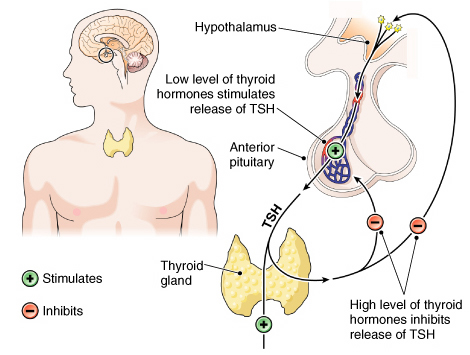 Hypothalamus
Low level of thyroid
hormones stimulates
release of TSH
Anterior
pituitary
TSH
Thyroid
gland
+ Stimulates
− Inhibits
High level of thyroid
hormones inhibits
release of TSH